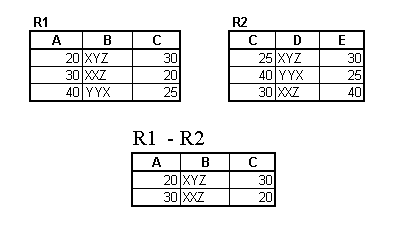 R1 R2
A B C C D E
20 XYZ 30 25 XYZ 30
30 XXZ 20 40 YYX 25
40 YYX 25 30 XXZ 40
R1 - R2
A B C
20 XYZ 30
30 XXZ 20